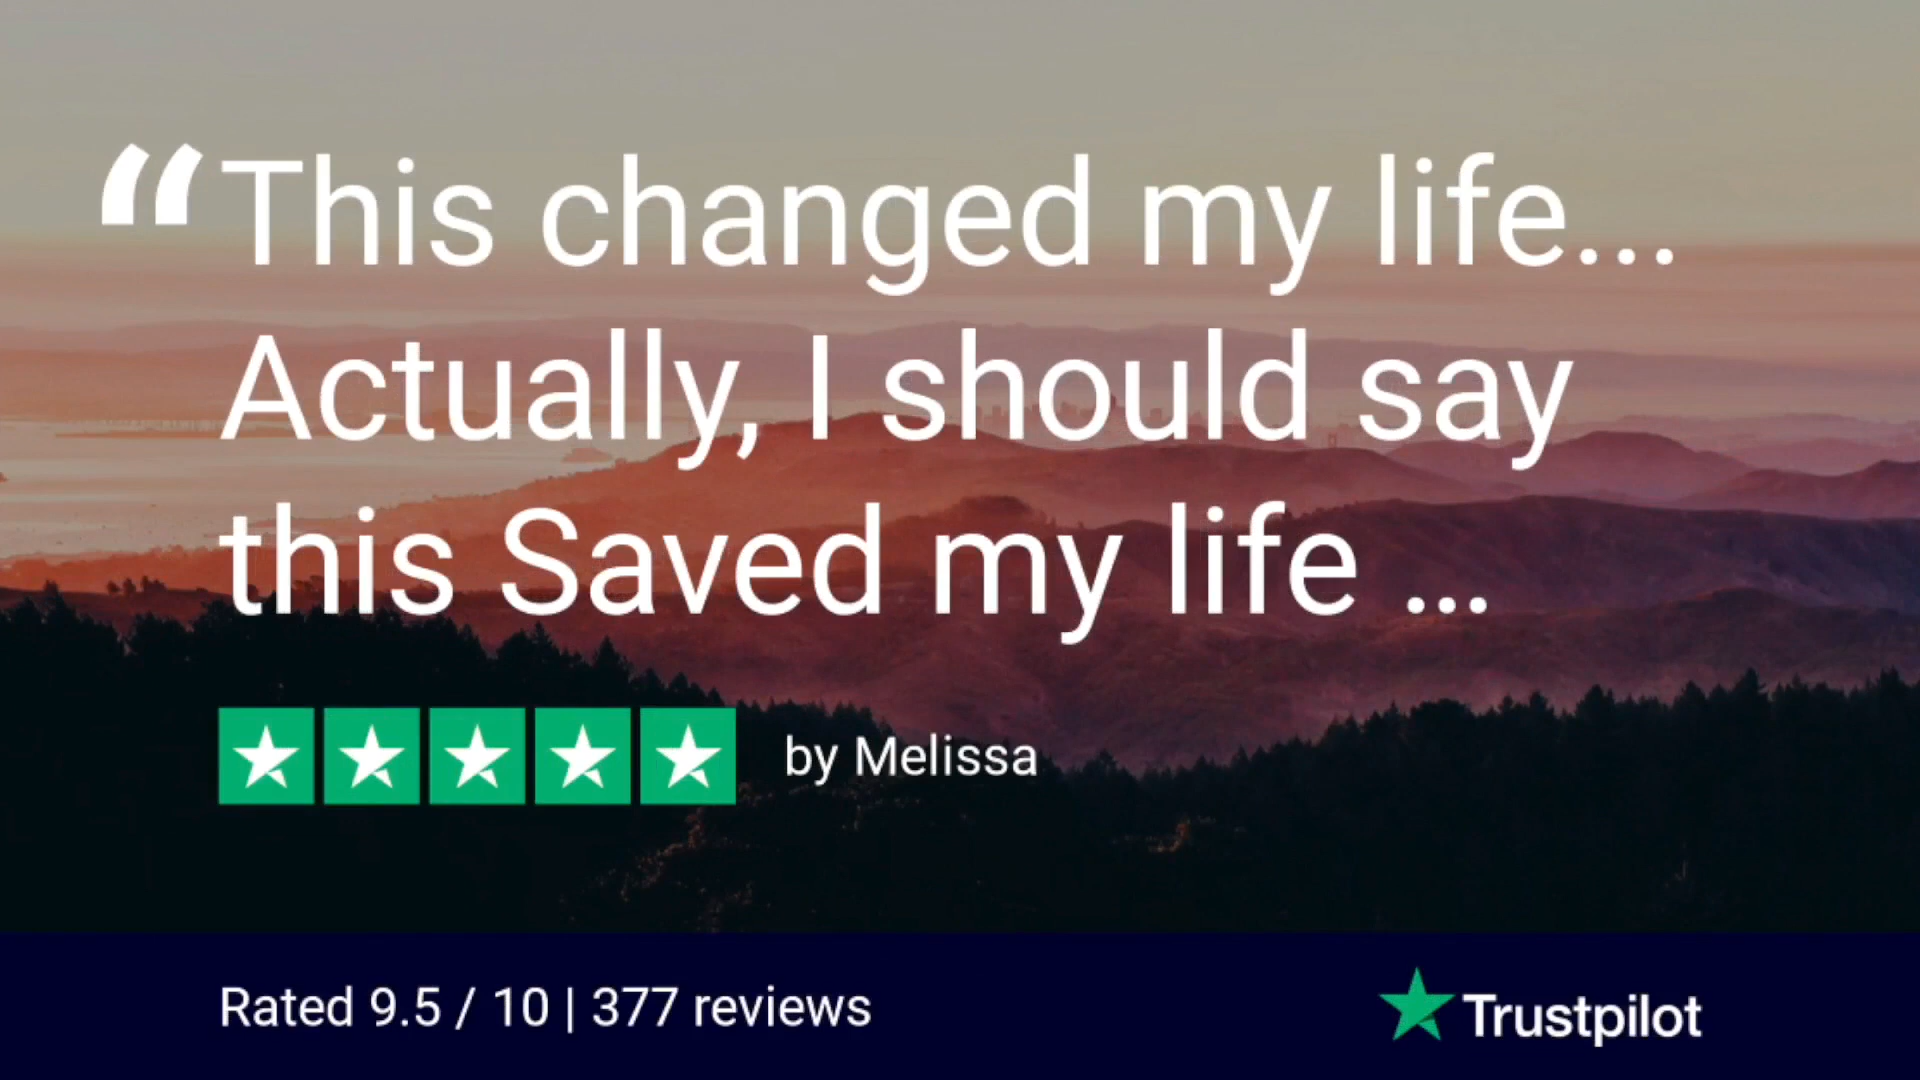 “This changed my life...
Actually, I should say
this Saved my life ...
by Melissa
Rated 9.5 / 10 | 377 reviews
Trustpilot